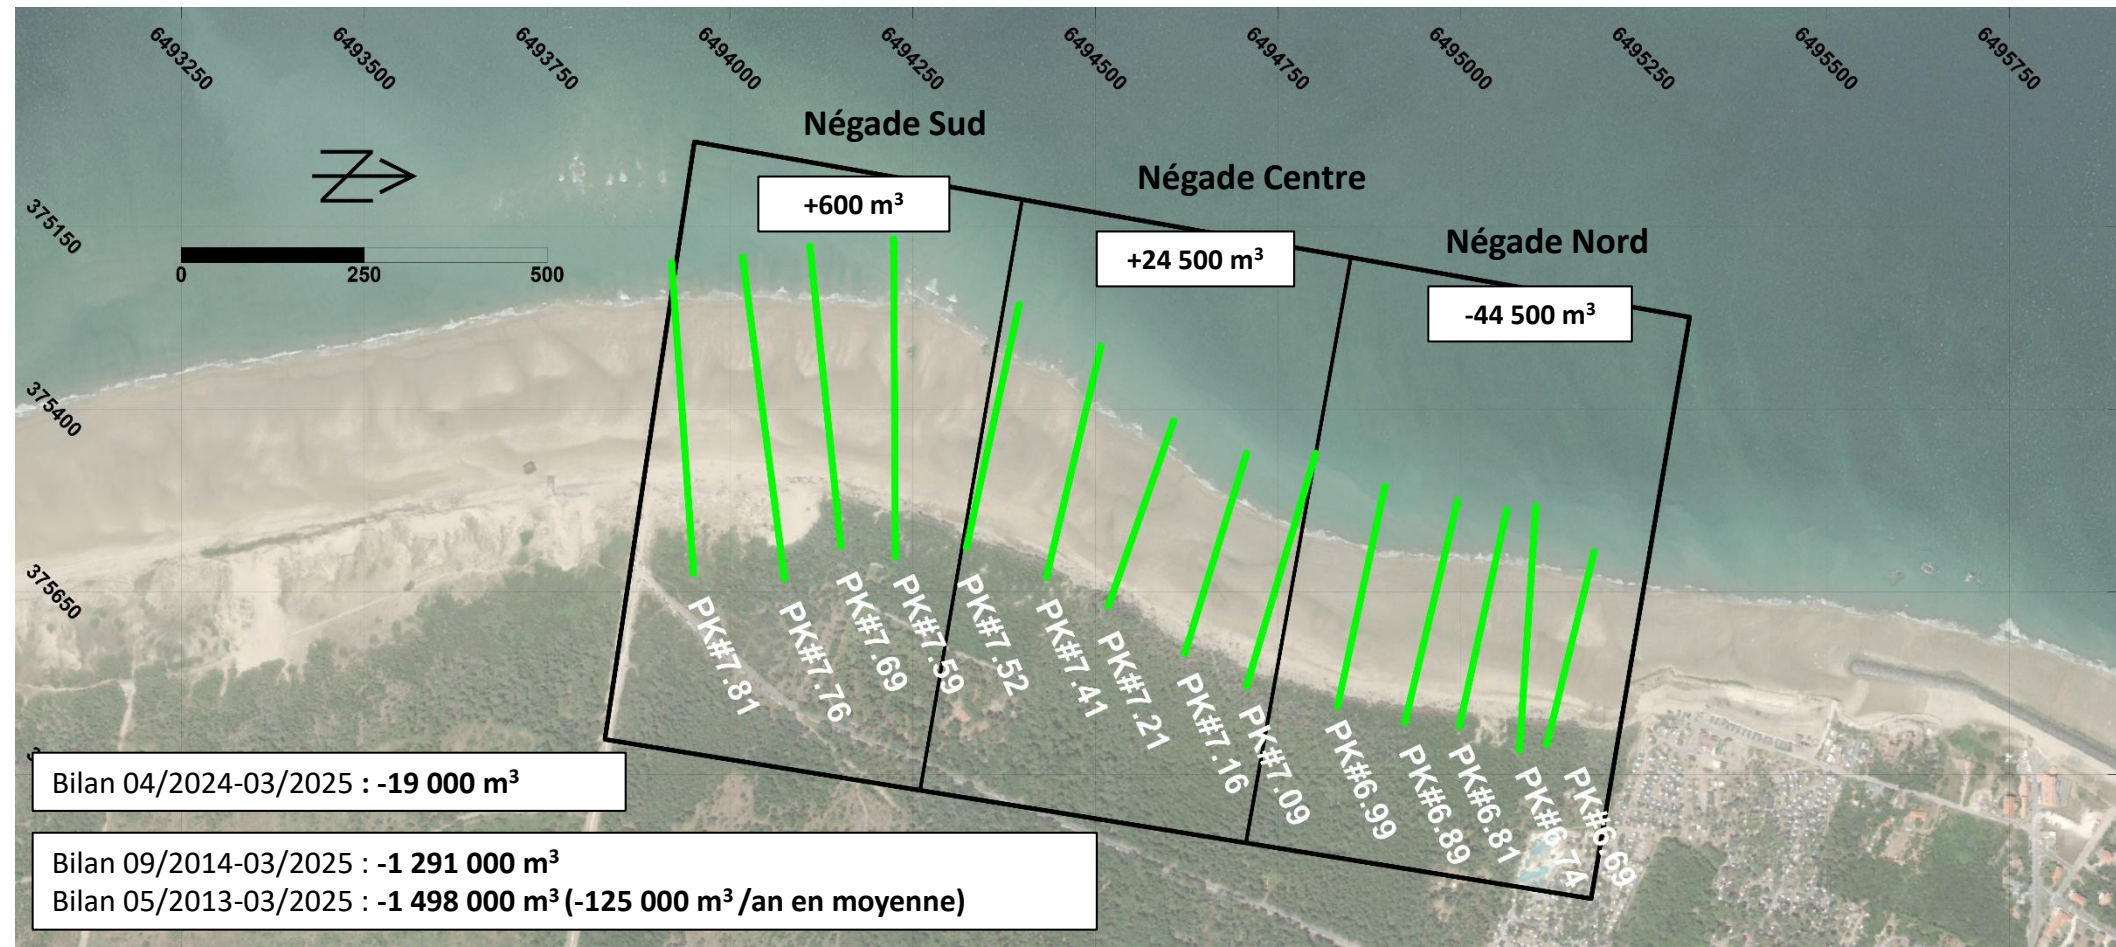 6493250
6493500
6493750
6494000
6494250
6494500
6494750
6495000
6495250
6495500
6495750
Négade Sud
Négade Centre
Négade Nord
+600 m³
+24 500 m³
-44 500 m³
N
375150
375400
375650
0 250 500
PK#7.81
PK#7.76
PK#7.69
PK#7.59
PK#7.52
PK#7.41
PK#7.21
PK#7.16
PK#7.09
PK#6.99
PK#6.89
PK#6.81
PK#6.74
PK#6.69
Bilan 04/2024-03/2025 : -19 000 m³
Bilan 09/2014-03/2025 : -1 291 000 m³
Bilan 05/2013-03/2025 : -1 498 000 m³ (-125 000 m³ /an en moyenne)